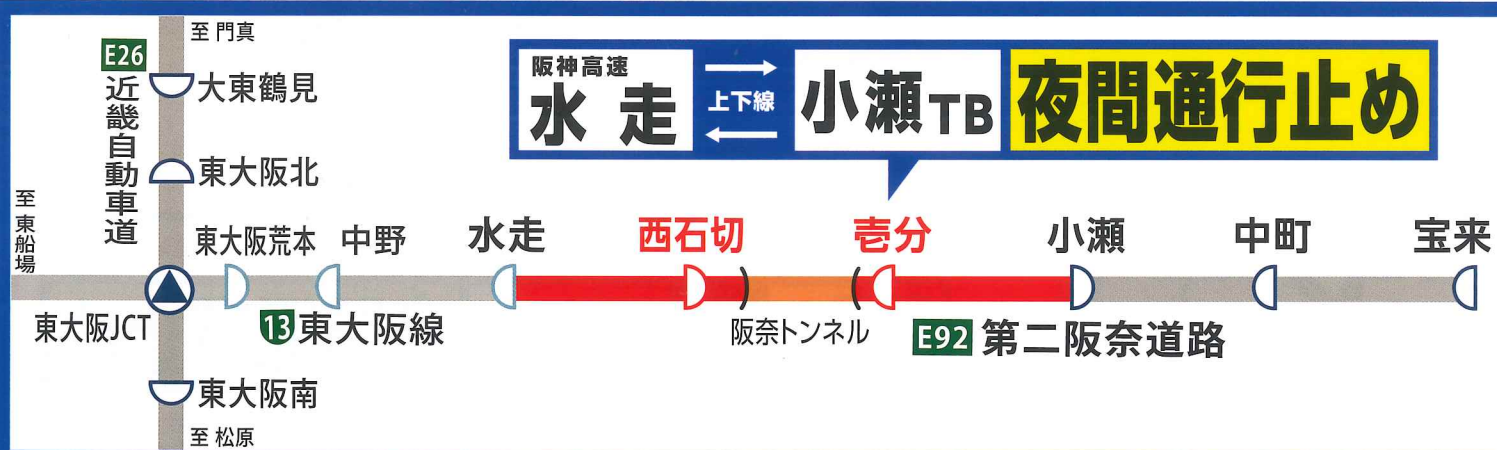 至 門真
E26
近畿自動車道
大東鶴見
東大阪北
阪神高速
水走
上下線
小瀬TB
夜間通行止め
至 東船場
東大阪荒本
中野
水走
西石切
壱分
小瀬
中町
宝来
東大阪JCT
13 東大阪線
阪奈トンネル
E92 第二阪奈道路
東大阪南
至 松原